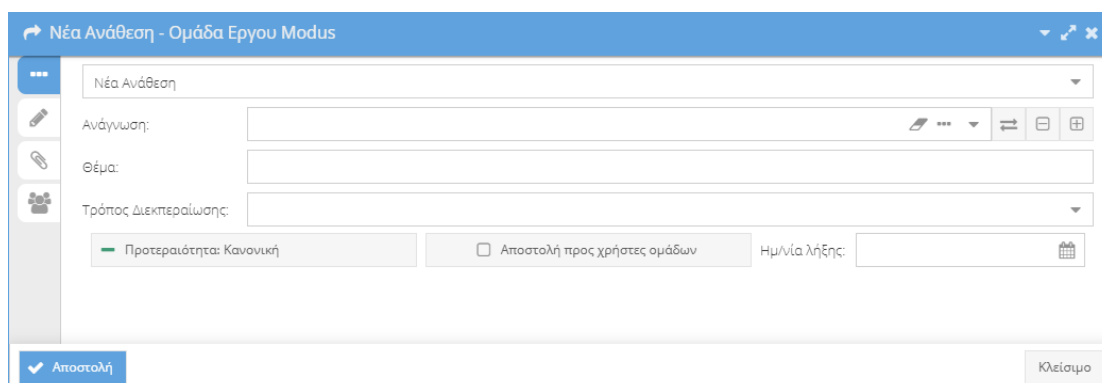 Νέα Ανάθεση - Ομάδα Εργου Modus
Νέα Ανάθεση
Ανάγνωση:
Θέμα:
Τρόπος Διεκπεραίωσης:
Προτεραιότητα: Κανονική Αποστολή προς χρήστες ομάδων Ημ/νία λήξης:
Αποστολή Κλείσιμο